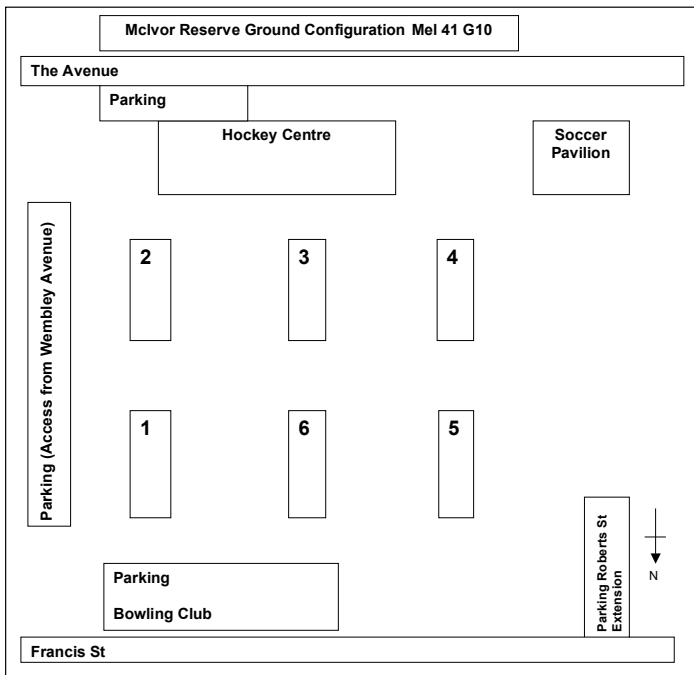 McIvor Reserve Ground Configuration Mel 41 G10
The Avenue
Parking
Hockey Centre
Soccer
Pavilion
Parking (Access from Wembley Avenue)
2
3
4
1
6
5
Parking Roberts St
Extension
N
Parking
Bowling Club
Francis St